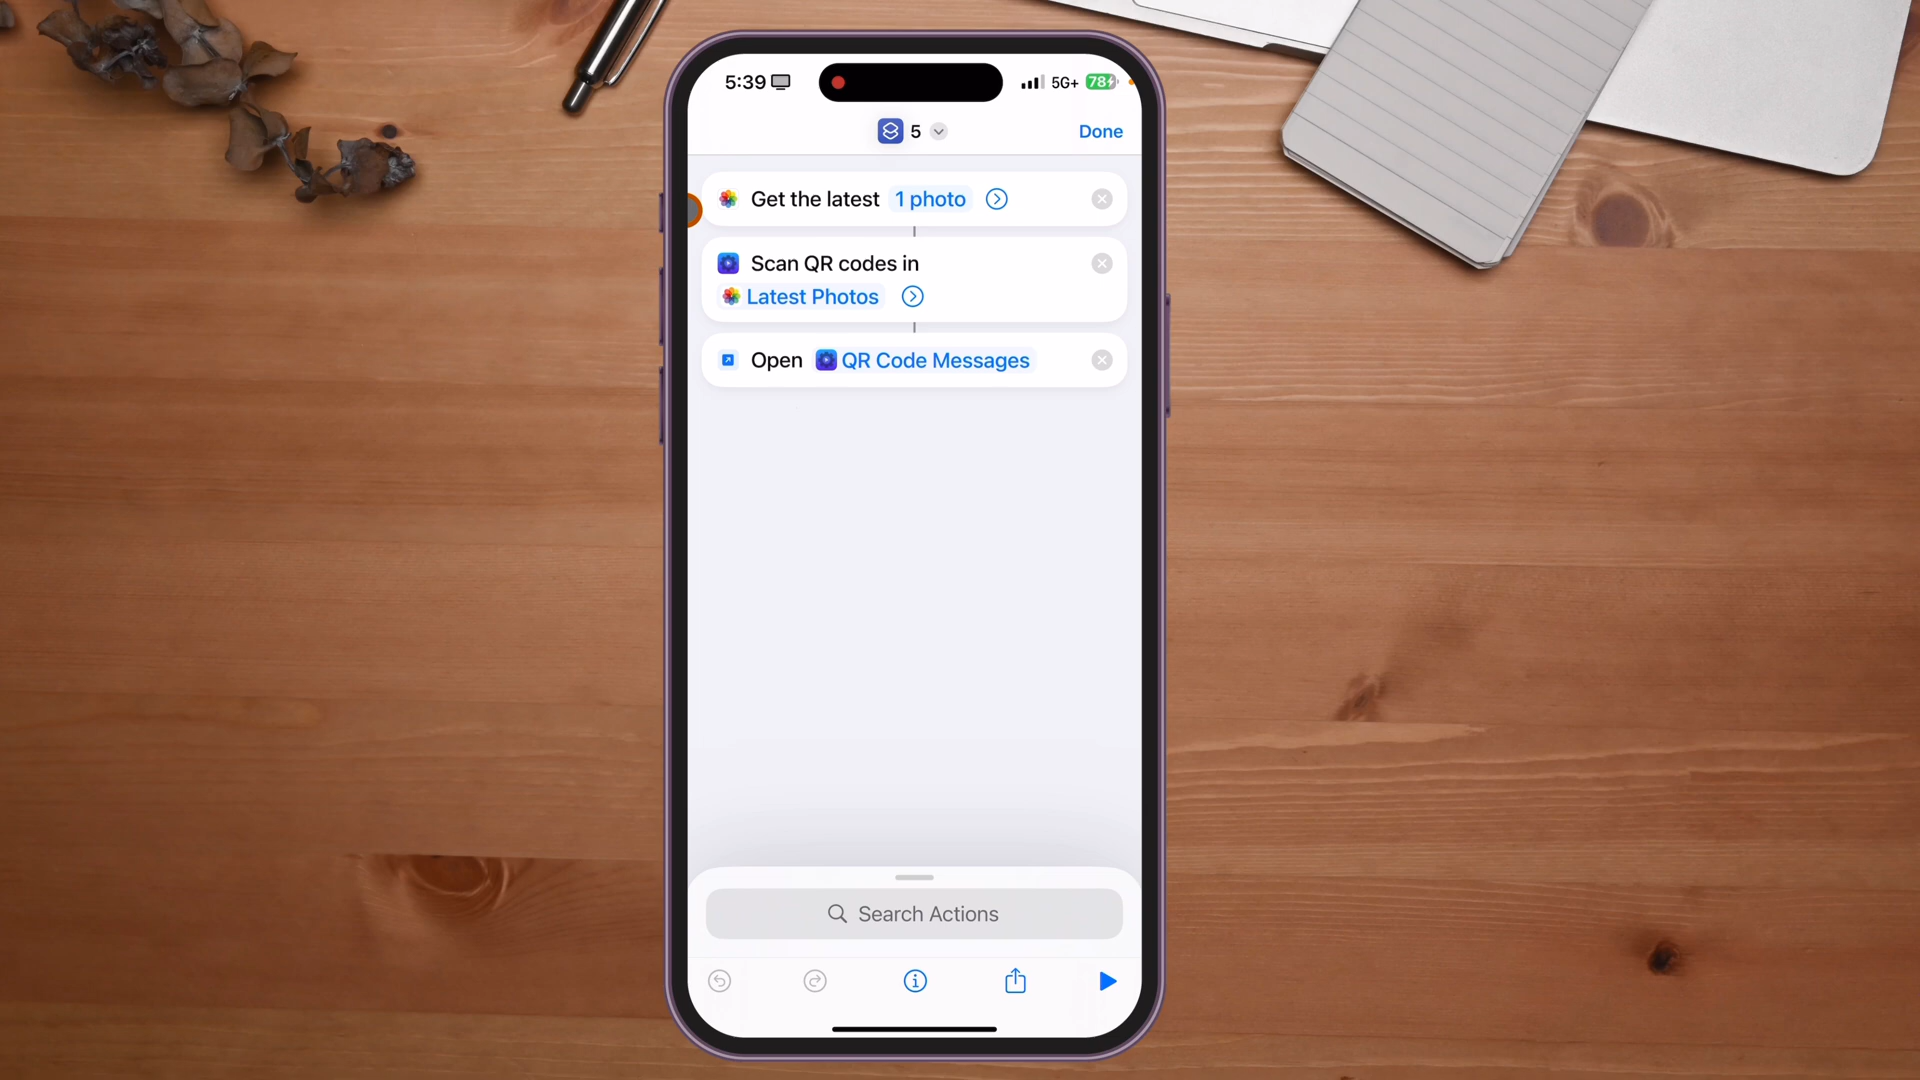 5:39 5G+ 78
5 Done
Get the latest 1 photo
Scan QR codes in
Latest Photos
Open QR Code Messages
Search Actions